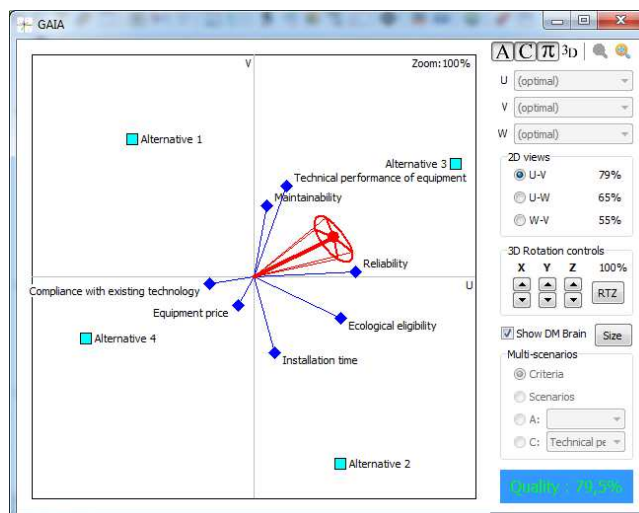 GAIA
V
Zoom:100%
Alternative 1
Alternative 3
Technical performance of equipment
Maintainability
Reliability
U
Compliance with existing technology
Equipment price
Ecological eligibility
Alternative 4
Installation time
Alternative 2
A C π 3D
U (optimal)
V (optimal)
W (optimal)
2D views
U-V 79%
U-W 65%
W-V 55%
3D Rotation controls
X Y Z 100%
RTZ
Show DM Brain Size
Multi-scenarios
Criteria
Scenarios
A:
C: Technical pe
Quality : 79,5%